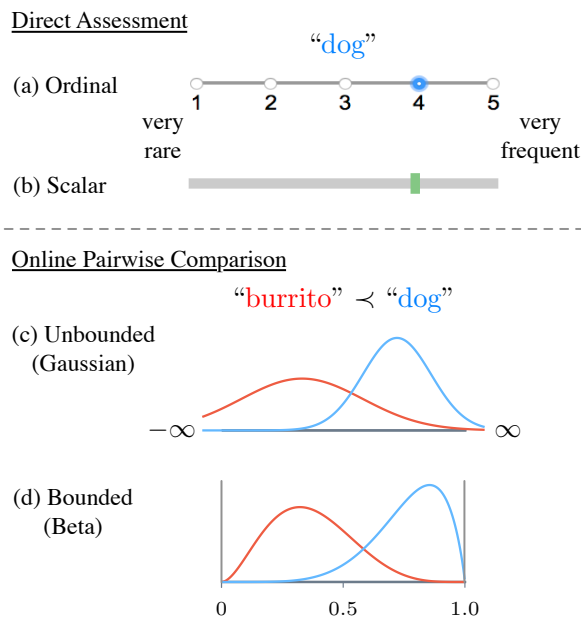 Direct Assessment
“dog”
(a) Ordinal
1 2 3 4 5
very rare
very frequent
(b) Scalar
Online Pairwise Comparison
“burrito” ≺ “dog”
(c) Unbounded
(Gaussian)
−∞ ∞
(d) Bounded
(Beta)
0 0.5 1.0